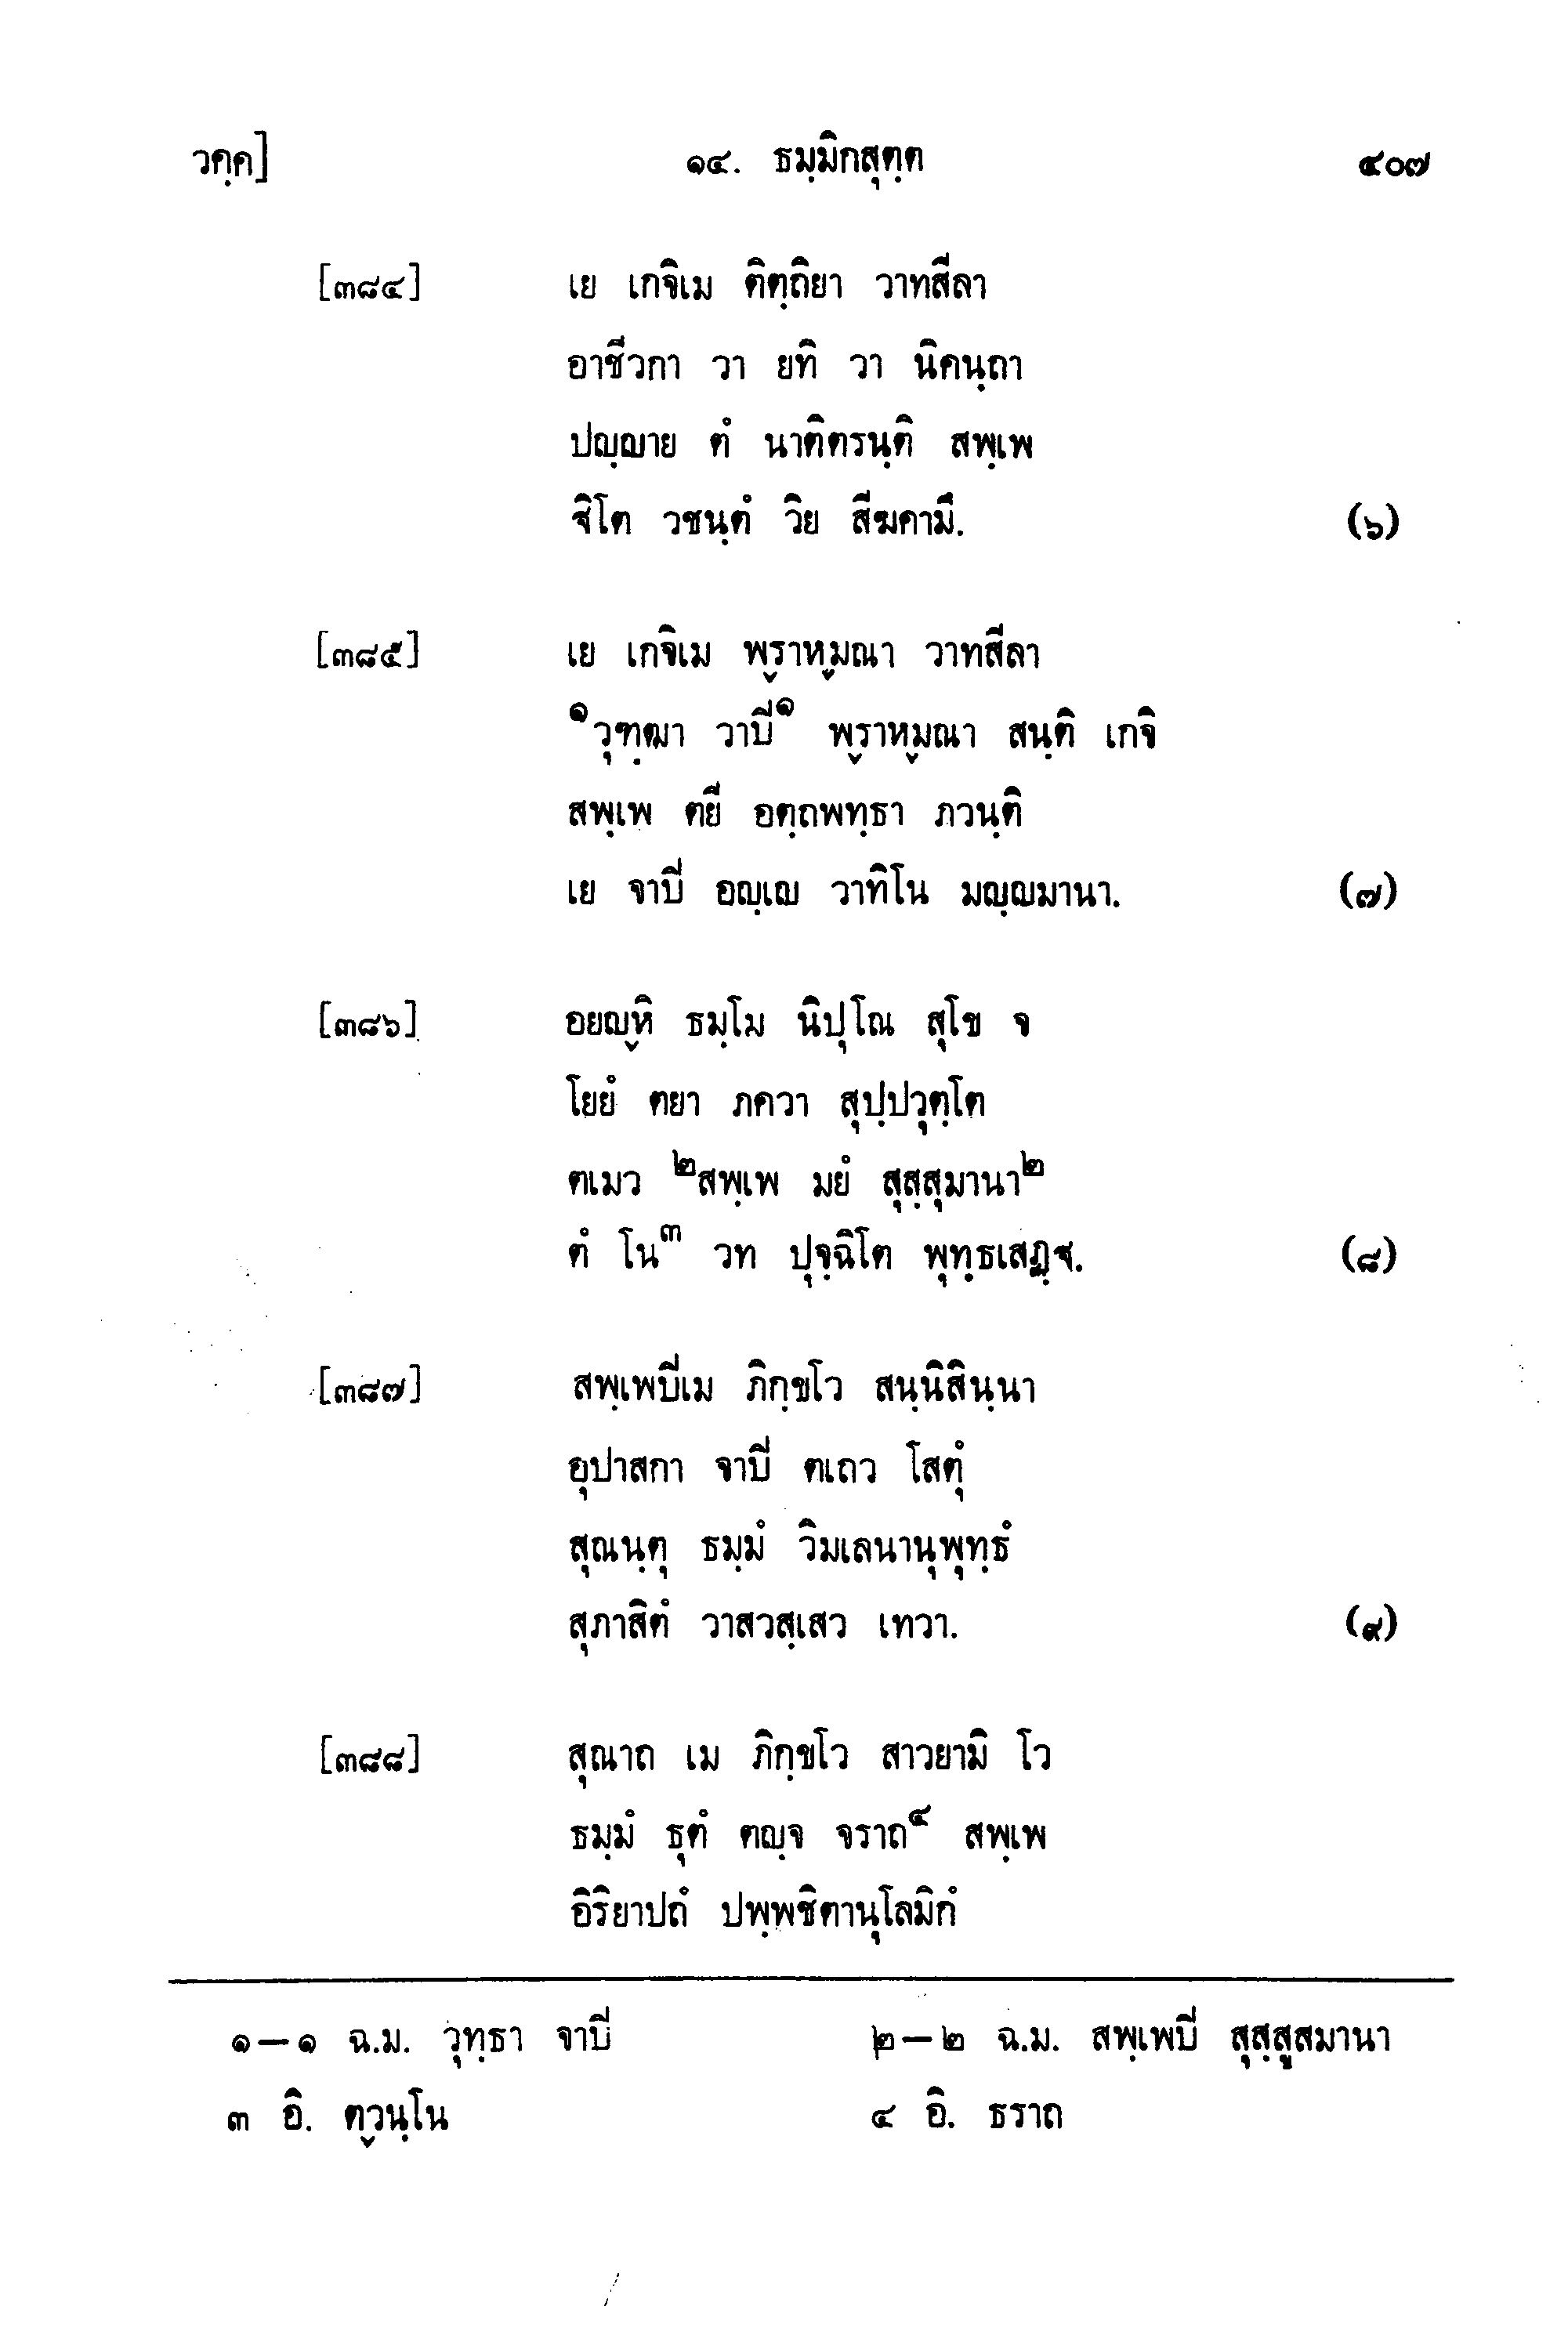 วคฺค] ๑๔. ธมฺมิกสุตฺต ๔๐๗
[๓๘๔] เย เกจิเม ติตฺถิยา วาทสีลา
อาชีวกา วา ยทิ วา นิคนฺถา
ปญฺญาย ตํ นาติตรนฺติ สพฺเพ
ฐิโต วชนฺตํ วิย สีฆคามึ. (๖)
[๓๘๕] เย เกจิเม พ๎ราห๎มณา วาทสีลา
๑วุฑฺฒา วาปิ๑ พ๎ราห๎มณา สนฺติ เกจิ
สพฺเพ ตยี อตฺถพทฺธา ภวนฺติ
เย จาปิ อญฺเญ วาทิโน มญฺญมานา. (๗)
[๓๘๖] อยญ๎หิ ธมฺโม นิปุโณ สุโข จ
โยยํ ตยา ภควา สุปฺปวุตฺโต
ตเมว ๒สพฺเพ มยํ สุสฺสุมานา๒
ตํ โน๓ วท ปุจฺฉิโต พุทฺธเสฏฺฐ. (๘)
[๓๘๗] สพฺเพปิเม ภิกฺขโว สนฺนิสินฺนา
อุปาสกา จาปิ ตเถว โสตุํ
สุณนฺตุ ธมฺมํ วิมเลนานุพุทฺธํ
สุภาสิตํ วาสวสฺเสว เทวา. (๙)
[๓๘๘] สุณาถ เม ภิกฺขโว สาวยามิ โว
ธมฺมํ ธุตํ ตญฺจ จราถ๔ สพฺเพ
อิริยาปถํ ปพฺพชิตานุโลมิกํ
๑—๑ ฉ.ม. วุทฺธา จาปิ ๒—๒ ฉ.ม. สพฺเพปิ สุสฺสูสมานา
๓ อิ. ต๎วนฺโน ๔ อิ. ธราถ